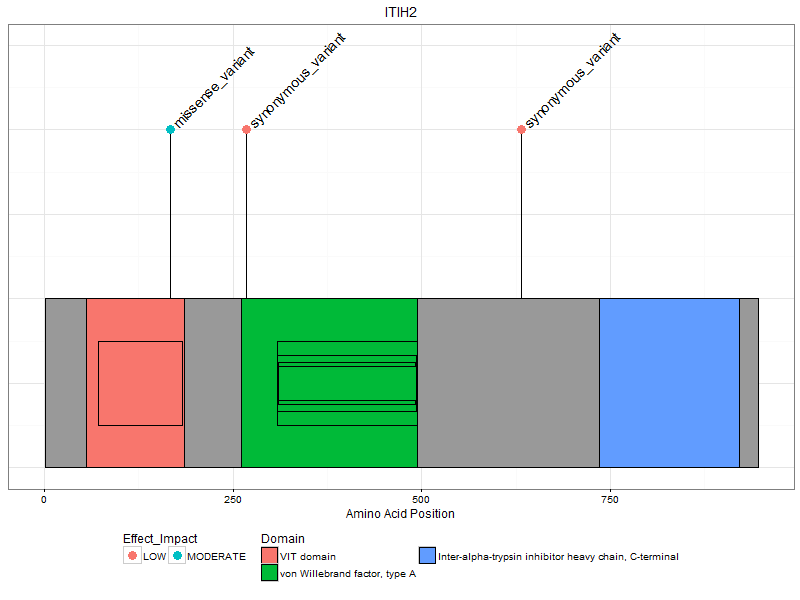 ITIH2
missense_variant
synonymous_variant
synonymous_variant
0 250 500 750
Amino Acid Position
Effect_Impact
LOW MODERATE
Domain
VIT domain
von Willebrand factor, type A
Inter-alpha-trypsin inhibitor heavy chain, C-terminal